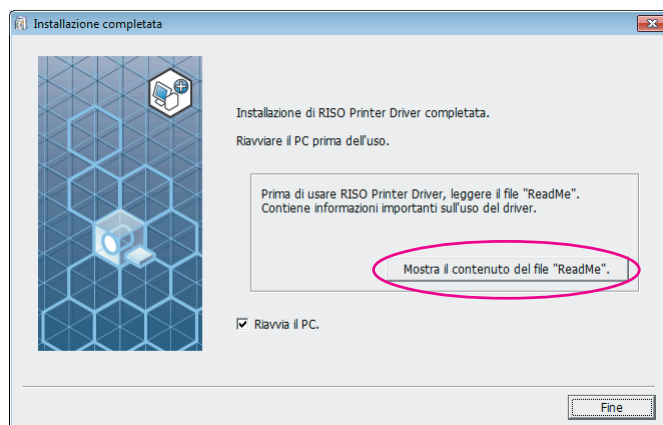 Installazione completata
Installazione di RISO Printer Driver completata.
Riavviare il PC prima dell'uso.
Prima di usare RISO Printer Driver, leggere il file "ReadMe".
Contiene informazioni importanti sull'uso del driver.
Mostra il contenuto del file "ReadMe".
Riavvia il PC.
Fine